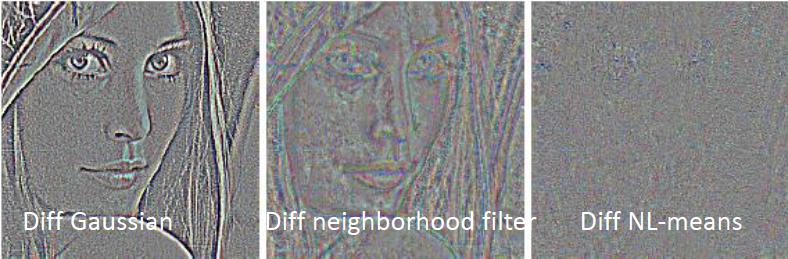 Diff Gaussian
Diff neighborhood filter
Diff NL-means